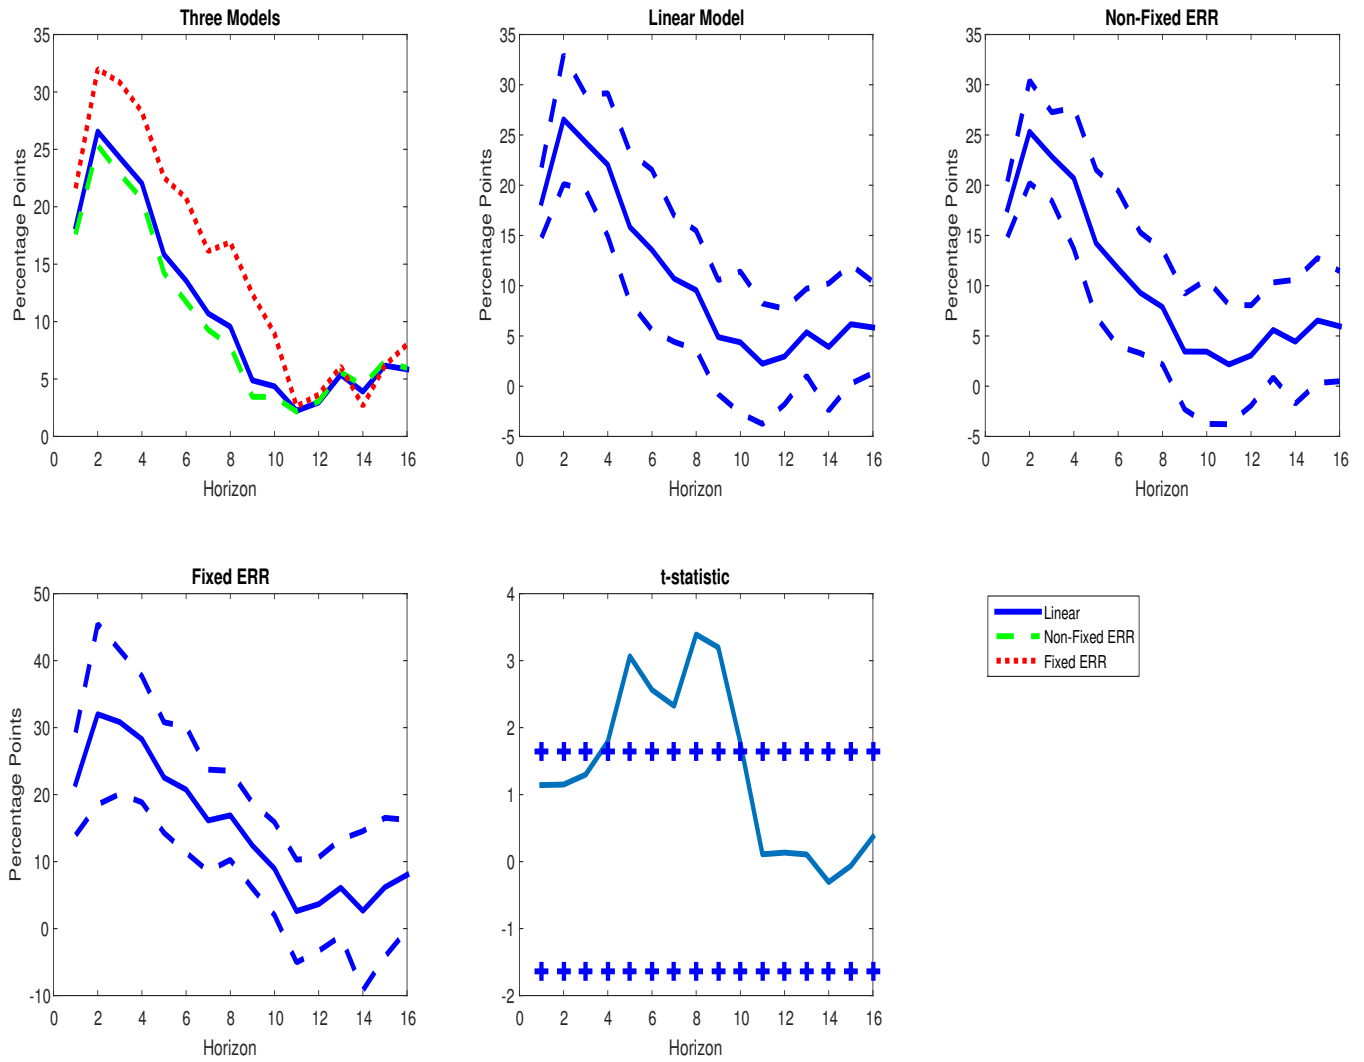 Three Models
35
30
25
20
15
10
5
0
Percentage Points
0 2 4 6 8 10 12 14 16
Horizon
Linear Model
35
30
25
20
15
10
5
0
-5
Percentage Points
0 2 4 6 8 10 12 14 16
Horizon
Non-Fixed ERR
35
30
25
20
15
10
5
0
-5
Percentage Points
0 2 4 6 8 10 12 14 16
Horizon
Fixed ERR
50
40
30
20
10
0
-10
Percentage Points
0 2 4 6 8 10 12 14 16
Horizon
t-statistic
4
3
2
1
0
-1
-2
0 2 4 6 8 10 12 14 16
Horizon
Linear
Non-Fixed ERR
Fixed ERR